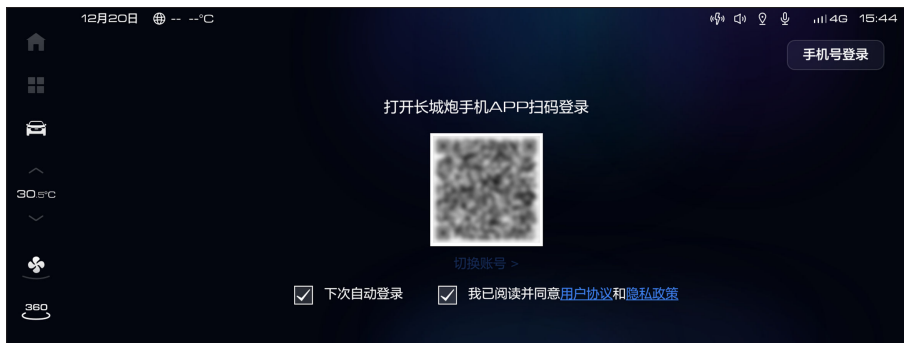 12月20日 -- --°C 4G 15:44
手机号登录
打开长城炮手机APP扫码登录
30.5°C
切换账号 >
下次自动登录 我已阅读并同意用户协议和隐私政策
360